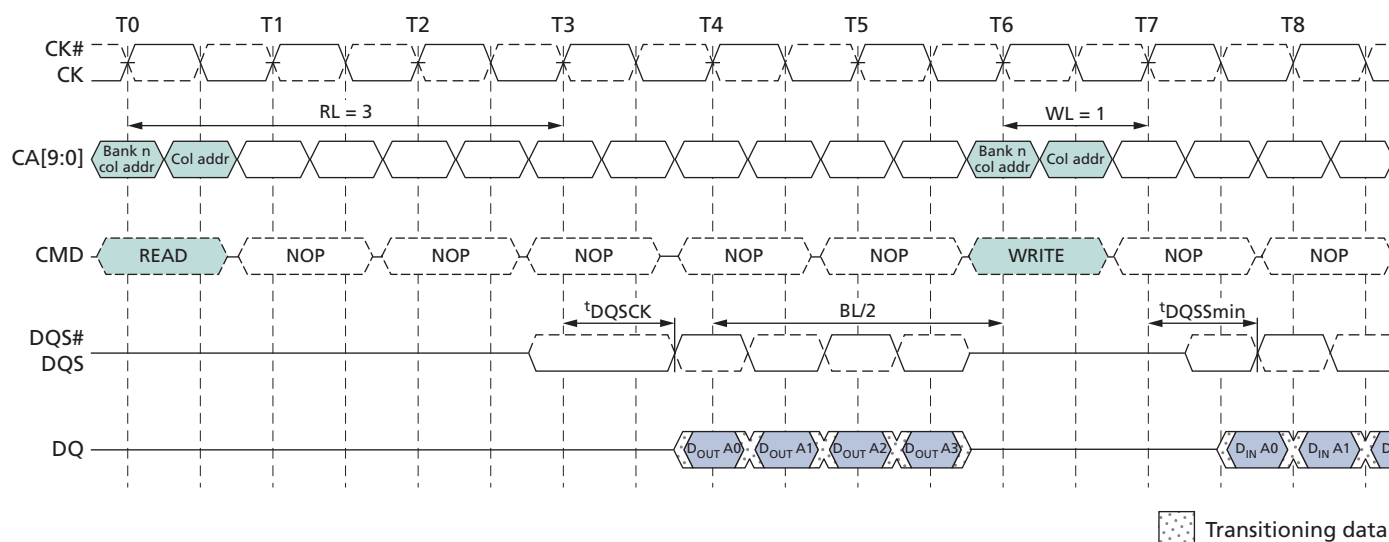 T0 T1 T2 T3 T4 T5 T6 T7 T8
CK#
CK
RL = 3 WL = 1
CA[9:0] Bank n col addr Col addr Bank n col addr Col addr
CMD READ NOP NOP NOP NOP NOP WRITE NOP NOP
tDQSCK BL/2 tDQSSmin
DQS#
DQS
DQ DOUT A0 DOUT A1 DOUT A2 DOUT A3 DIN A0 DIN A1 D
Transitioning data